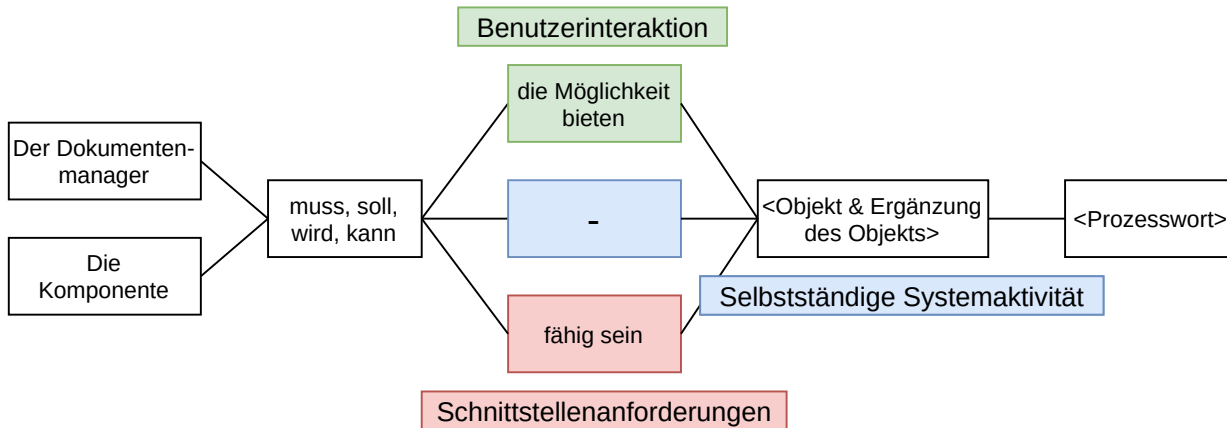 Benutzerinteraktion
die Möglichkeit
bieten
Der Dokumenten-
manager
muss, soll,
wird, kann
-
<Objekt & Ergänzung
des Objekts>
<Prozesswort>
Die
Komponente
Selbstständige Systemaktivität
fähig sein
Schnittstellenanforderungen